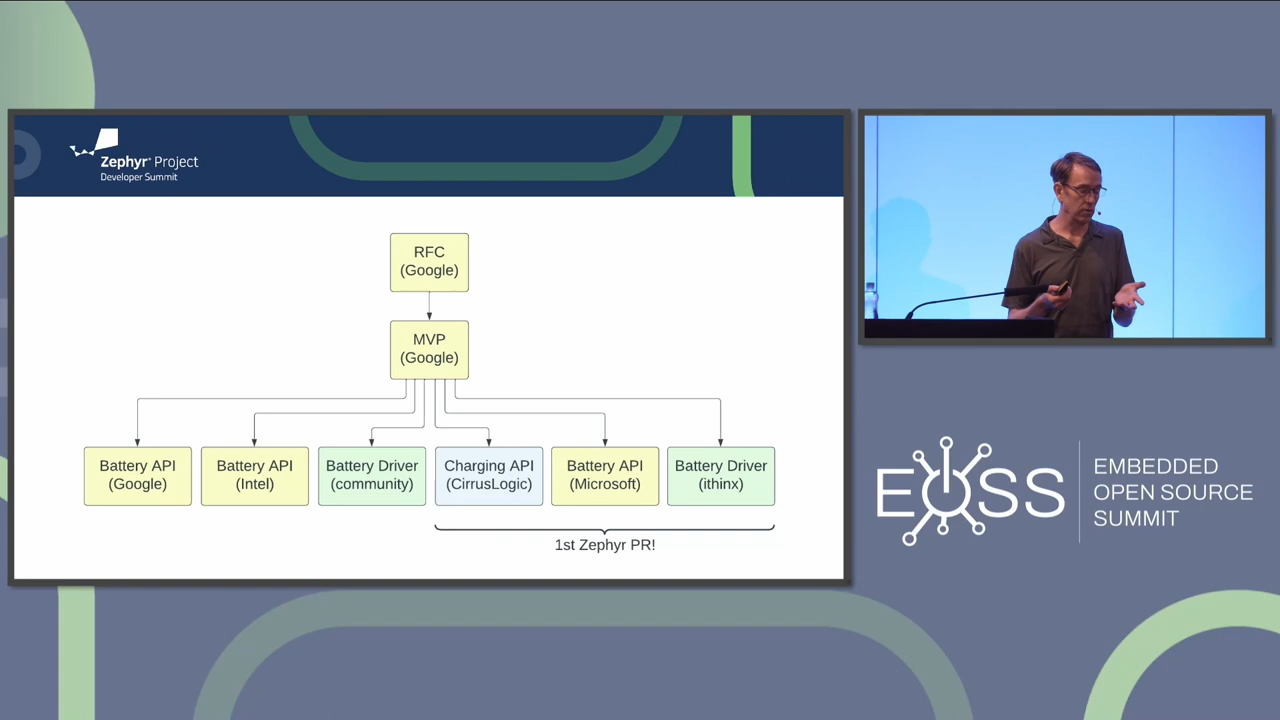 Zephyr® Project
Developer Summit
RFC
(Google)
MVP
(Google)
Battery API
(Google)
Battery API
(Intel)
Battery Driver
(community)
Charging API
(CirrusLogic)
Battery API
(Microsoft)
Battery Driver
(ithinx)
1st Zephyr PR!
EOSS
EMBEDDED
OPEN SOURCE
SUMMIT